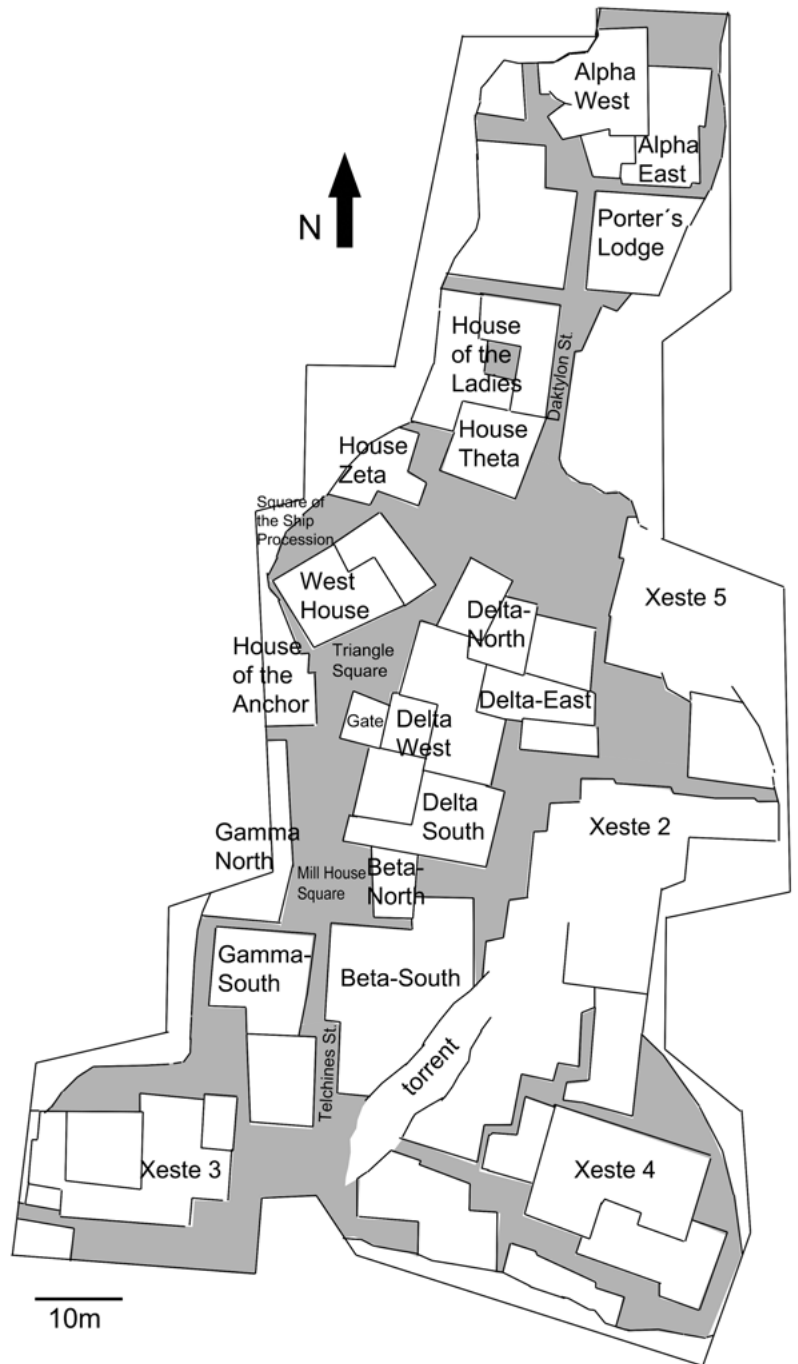 Alpha
West
Alpha
East
N
Porter´s
Lodge
House
of the
Ladies
Daktylon St.
House
Theta
House
Zeta
Square of
the Ship
Procession
West
House
Xeste 5
Delta-
North
House
of the
Anchor
Triangle
Square
Delta-East
Gate
Delta
West
Delta
South
Xeste 2
Gamma
North
Mill House
Square
Beta-
North
Gamma-
South
Beta-South
Telchines St.
torrent
Xeste 3
Xeste 4
10m